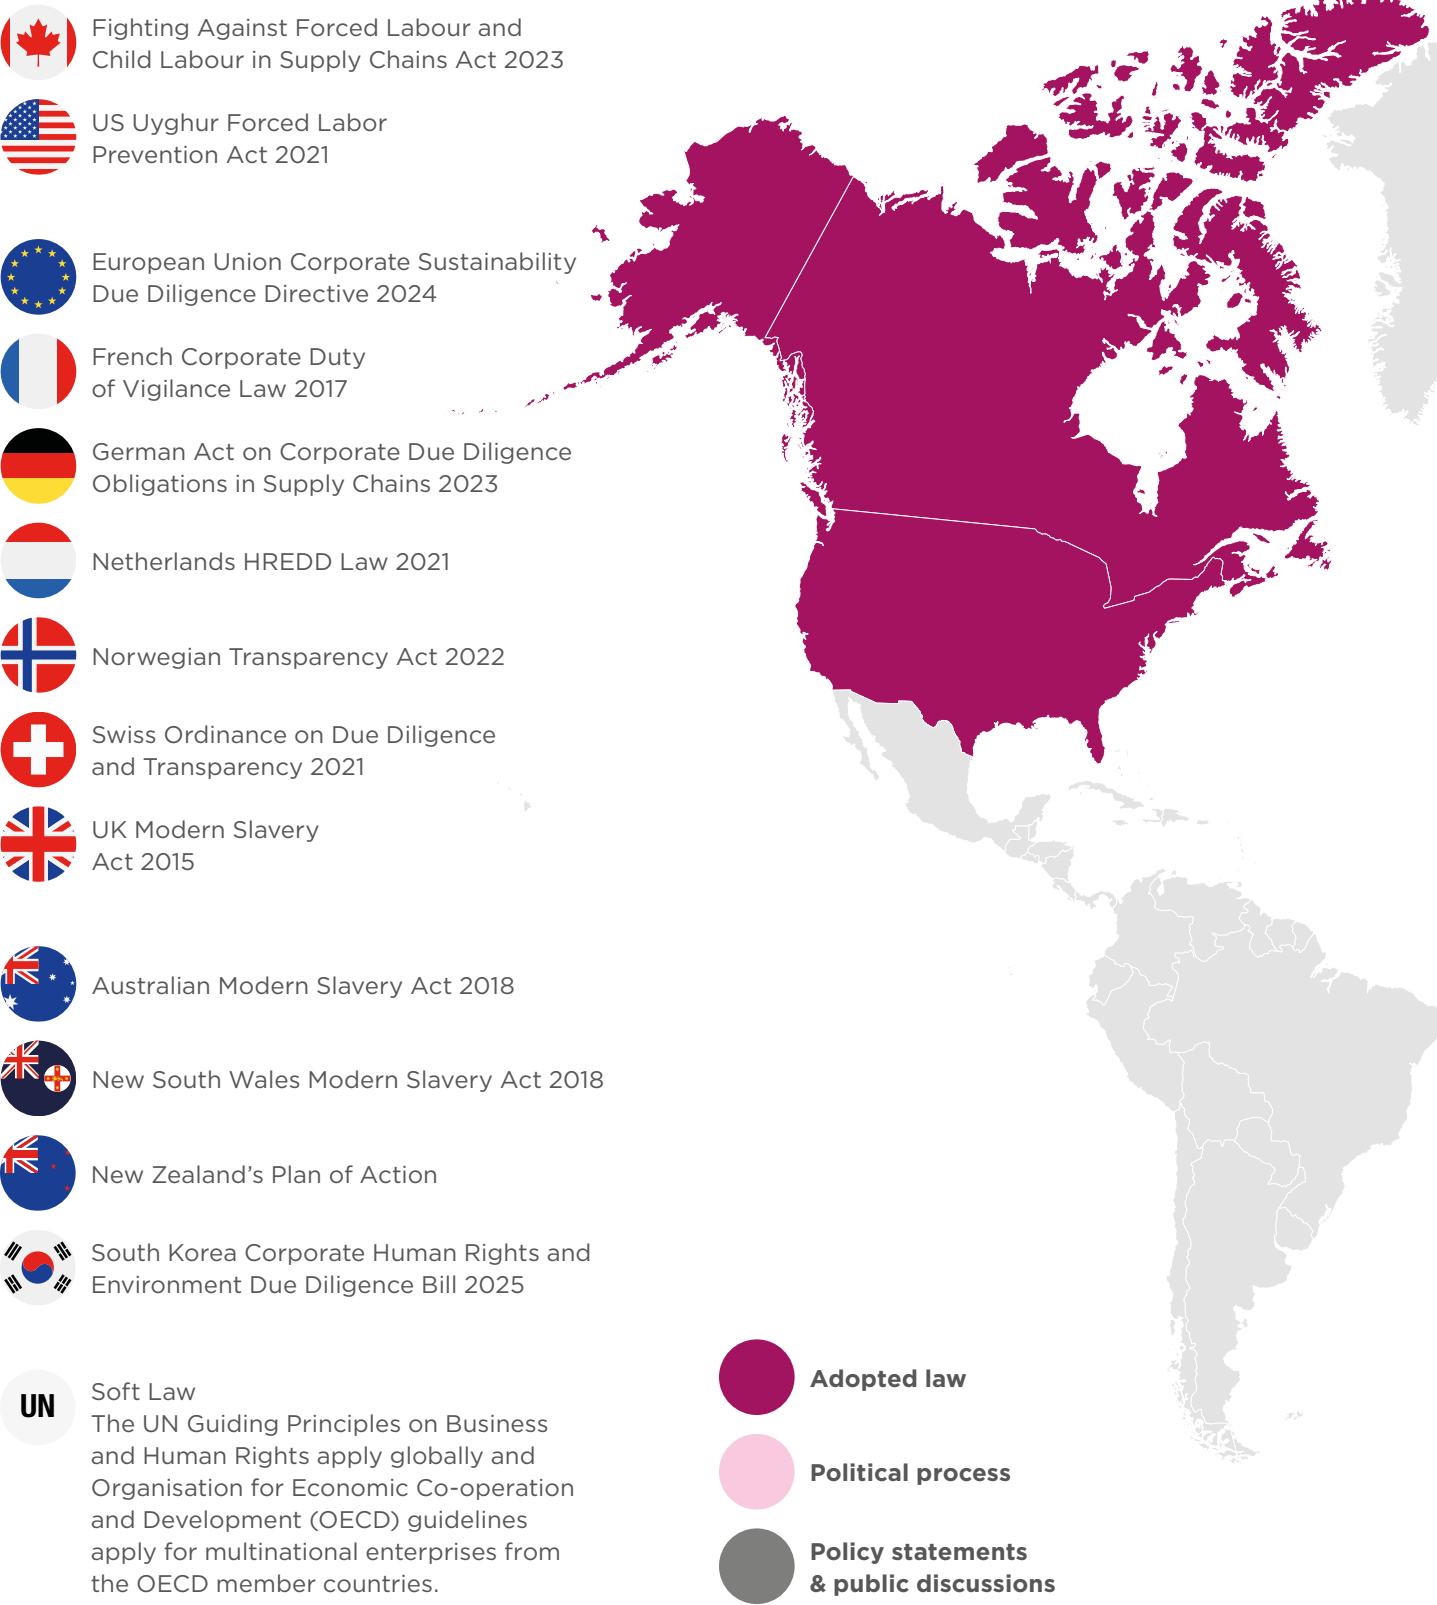 Fighting Against Forced Labour and
Child Labour in Supply Chains Act 2023
US Uyghur Forced Labor
Prevention Act 2021
European Union Corporate Sustainability
Due Diligence Directive 2024
French Corporate Duty
of Vigilance Law 2017
German Act on Corporate Due Diligence
Obligations in Supply Chains 2023
Netherlands HREDD Law 2021
Norwegian Transparency Act 2022
Swiss Ordinance on Due Diligence
and Transparency 2021
UK Modern Slavery
Act 2015
Australian Modern Slavery Act 2018
New South Wales Modern Slavery Act 2018
New Zealand’s Plan of Action
South Korea Corporate Human Rights and
Environment Due Diligence Bill 2025
UN
Soft Law
The UN Guiding Principles on Business
and Human Rights apply globally and
Organisation for Economic Co-operation
and Development (OECD) guidelines
apply for multinational enterprises from
the OECD member countries.
Adopted law
Political process
Policy statements
& public discussions